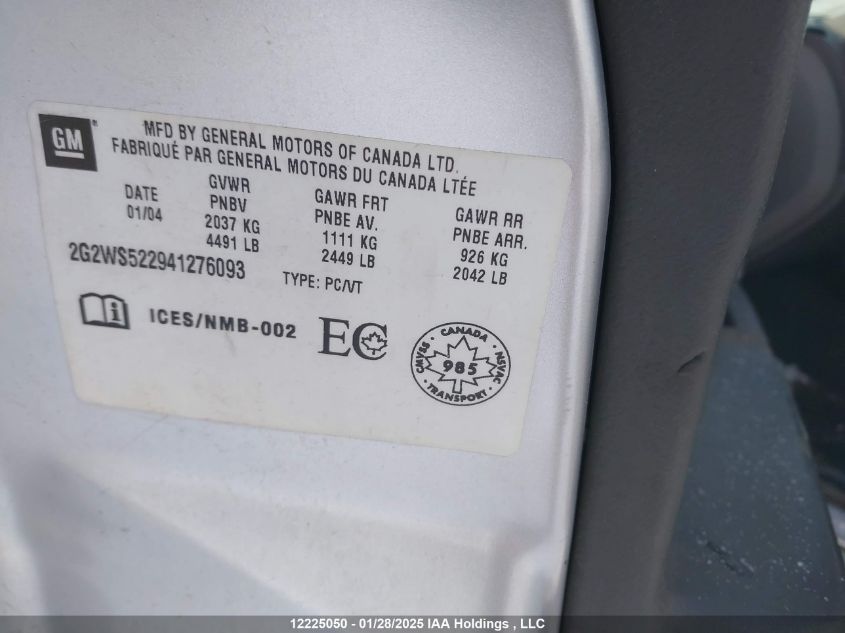 GM
MFD BY GENERAL MOTORS OF CANADA LTD.
FABRIQUÉ PAR GENERAL MOTORS DU CANADA LTÉE
DATE
01/04
GVWR
PNBV
2037 KG
4491 LB
GAWR FRT
PNBE AV.
1111 KG
2449 LB
GAWR RR
PNBE ARR.
926 KG
2042 LB
2G2WS522941276093
TYPE: PC/VT
i ICES/NMB-002 EC
CANADA
CMVSS 985 NSVAC
TRANSPORT
12225050 - 01/28/2025 IAA Holdings , LLC